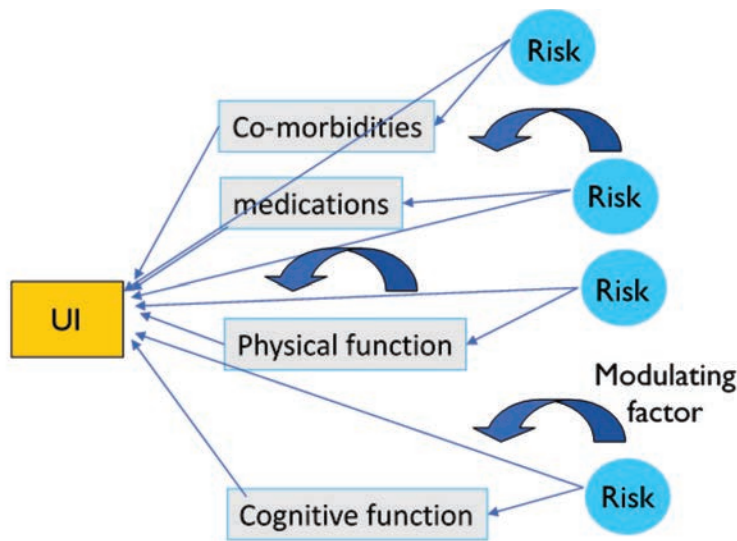 Risk
Co-morbidities
medications
Risk
Risk
UI
Physical function
Modulating
factor
Risk
Cognitive function